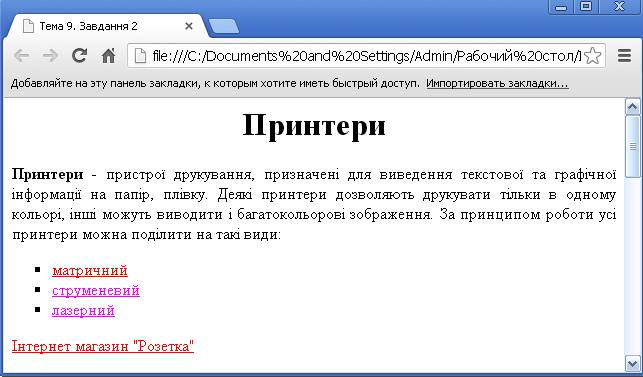 Тема 9. Завдання 2
file:///C:/Documents%20and%20Settings/Admin/Рабочий%20стол/
Добавляйте на эту панель закладки, к которым хотите иметь быстрый доступ. Импортировать закладки...
Принтери
Принтери - пристрої друкування, призначені для виведення текстової та графічної
інформації на папір, плівку. Деякі принтери дозволяють друкувати тільки в одному
кольорі, інші можуть виводити і багатокольорові зображення. За принципом роботи усі
принтери можна поділити на такі види:
матричний
струменевий
лазерний
Інтернет магазин "Розетка"